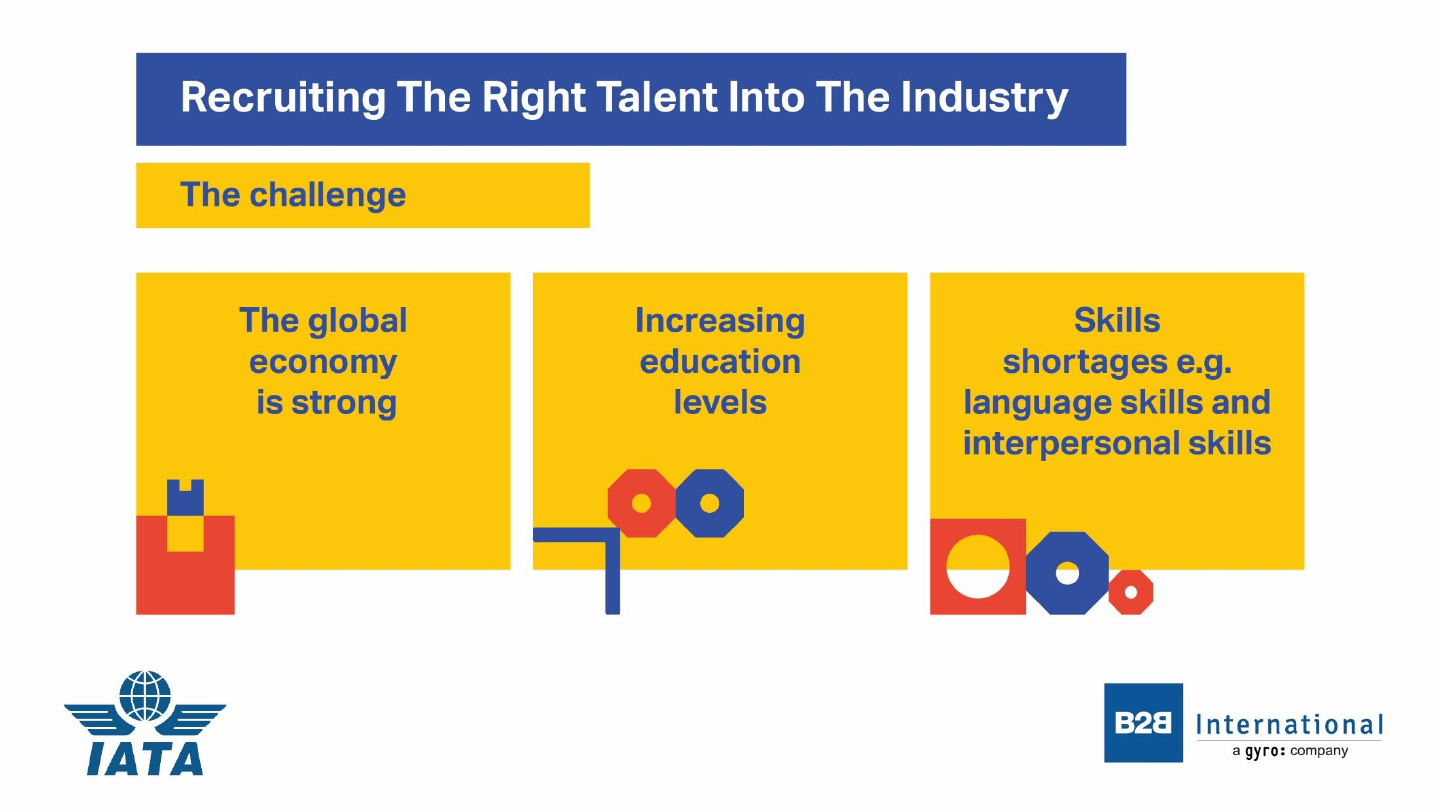 Recruiting The Right Talent Into The Industry
The challenge
The global
economy
is strong
Increasing
education
levels
Skills
shortages e.g.
language skills and
interpersonal skills
IATA
B2B
International
a gyro: company